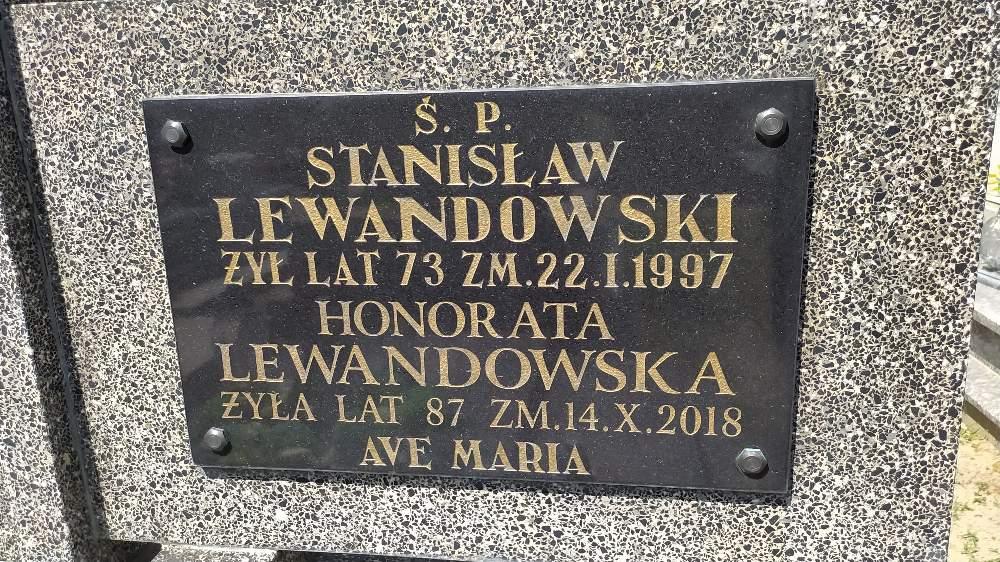 Ś. P.
STANISŁAW
LEWANDOWSKI
ŻYŁ LAT 73 ZM.22.I.1997
HONORATA
LEWANDOWSKA
ŻYŁA LAT 87 ZM.14.X.2018
AVE MARIA